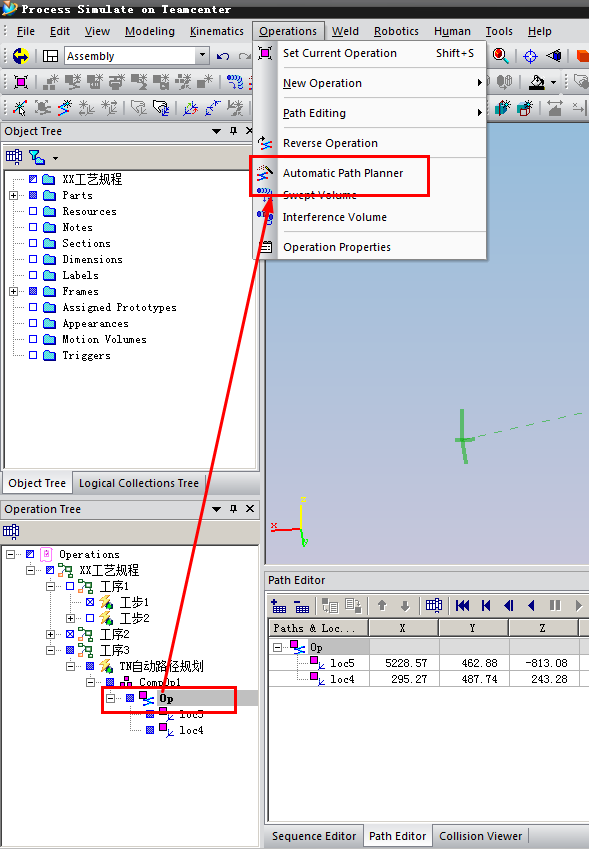 Process Simulate on Teamcenter
File Edit View Modeling Kinematics Operations Weld Robotics Human Tools Help
Assembly
Set Current Operation Shift+S
New Operation
Path Editing
Reverse Operation
Automatic Path Planner
Swept Volume
Interference Volume
Operation Properties
Object Tree
XX工艺规程
Parts
Resources
Notes
Sections
Dimensions
Labels
Frames
Assigned Prototypes
Appearances
Motion Volumes
Triggers
Object Tree Logical Collections Tree
Operation Tree
Operations
XX工艺规程
工序1
工步1
工步2
工序2
工序3
TN自动路径规划
CompOp1
Op
loc5
loc4
Path Editor
Paths & Loc... X Y Z
Op
loc5 5228.57 462.88 -813.08
loc4 295.27 487.74 243.28
Sequence Editor Path Editor Collision Viewer
x
z
y